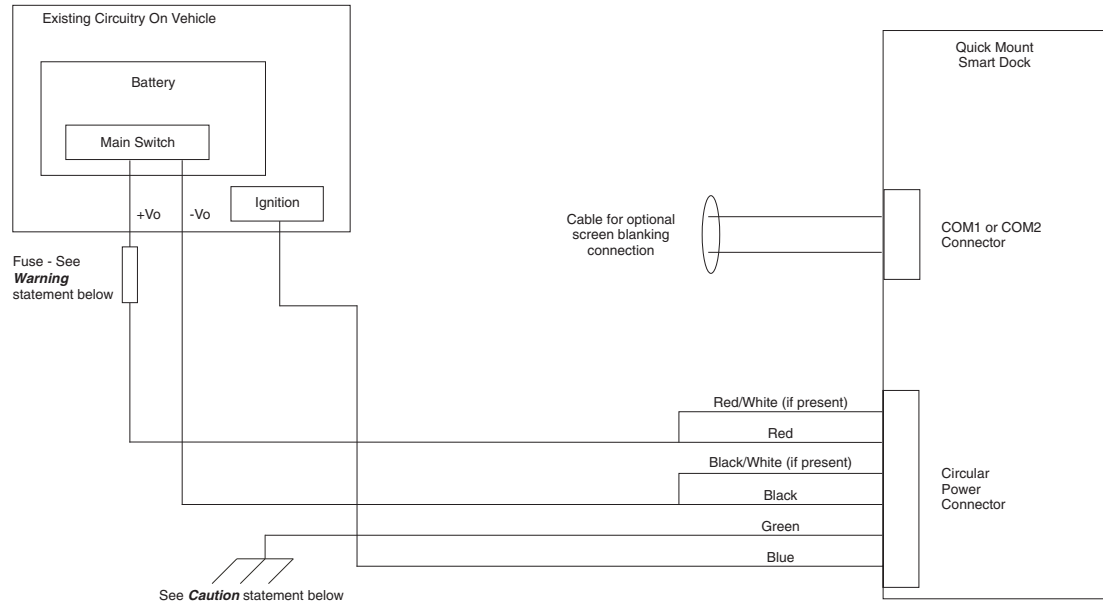 Existing Circuitry On Vehicle
Battery
Main Switch
+Vo
-Vo
Ignition
Fuse - See
Warning
statement below
Quick Mount
Smart Dock
Cable for optional
screen blanking
connection
COM1 or COM2
Connector
Red/White (if present)
Red
Black/White (if present)
Black
Green
Blue
Circular
Power
Connector
See Caution statement below